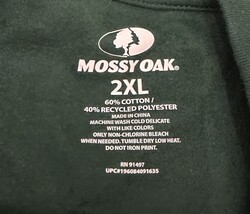 MOSSY OAK®
2XL
60% COTTON /
40% RECYCLED POLYESTER
MADE IN CHINA
MACHINE WASH COLD DELICATE
WITH LIKE COLORS
ONLY NON-CHLORINE BLEACH
WHEN NEEDED. TUMBLE DRY LOW HEAT.
DO NOT IRON PRINT.
RN 91497
UPC#196084091635